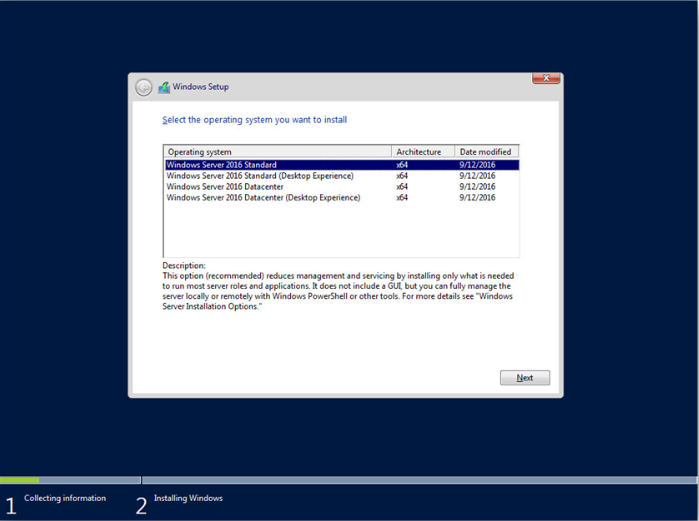 Windows Setup
Select the operating system you want to install
Operating system Architecture Date modified
Windows Server 2016 Standard x64 9/12/2016
Windows Server 2016 Standard (Desktop Experience) x64 9/12/2016
Windows Server 2016 Datacenter x64 9/12/2016
Windows Server 2016 Datacenter (Desktop Experience) x64 9/12/2016
Description:
This option (recommended) reduces management and servicing by installing only what is needed
to run most server roles and applications. It does not include a GUI, but you can fully manage the
server locally or remotely with Windows PowerShell or other tools. For more details see "Windows
Server Installation Options."
Next
1 Collecting information 2 Installing Windows